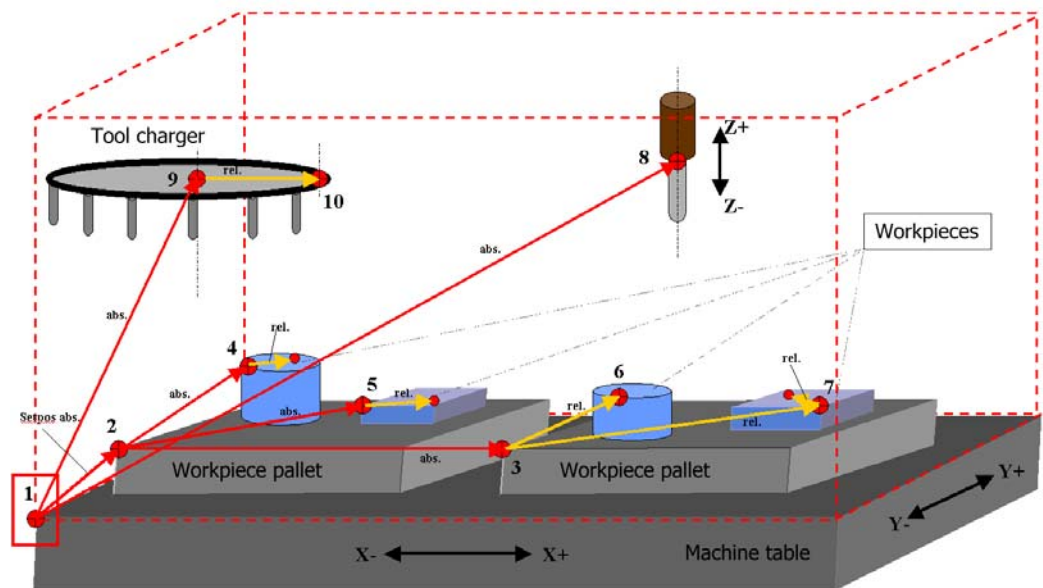 Tool charger
9
rel.
10
Z+
8
Z-
Workpieces
abs.
abs.
rel.
4
abs.
5
rel.
abs.
6
rel.
7
rel.
Setpos abs.
2
abs.
3
Workpiece pallet
Workpiece pallet
1
Y+
Y-
X-
X+
Machine table